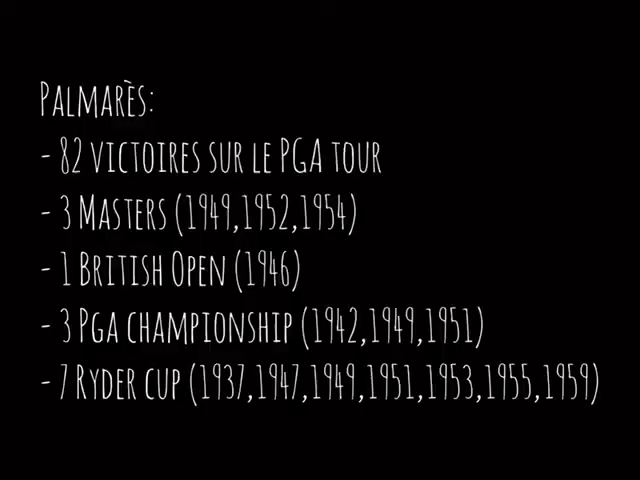 Palmarès:
- 82 victoires sur le PGA tour
- 3 Masters (1949,1952,1954)
- 1 British Open (1946)
- 3 Pga championship (1942,1949,1951)
- 7 Ryder cup (1937,1947,1949,1951,1953,1955,1959)